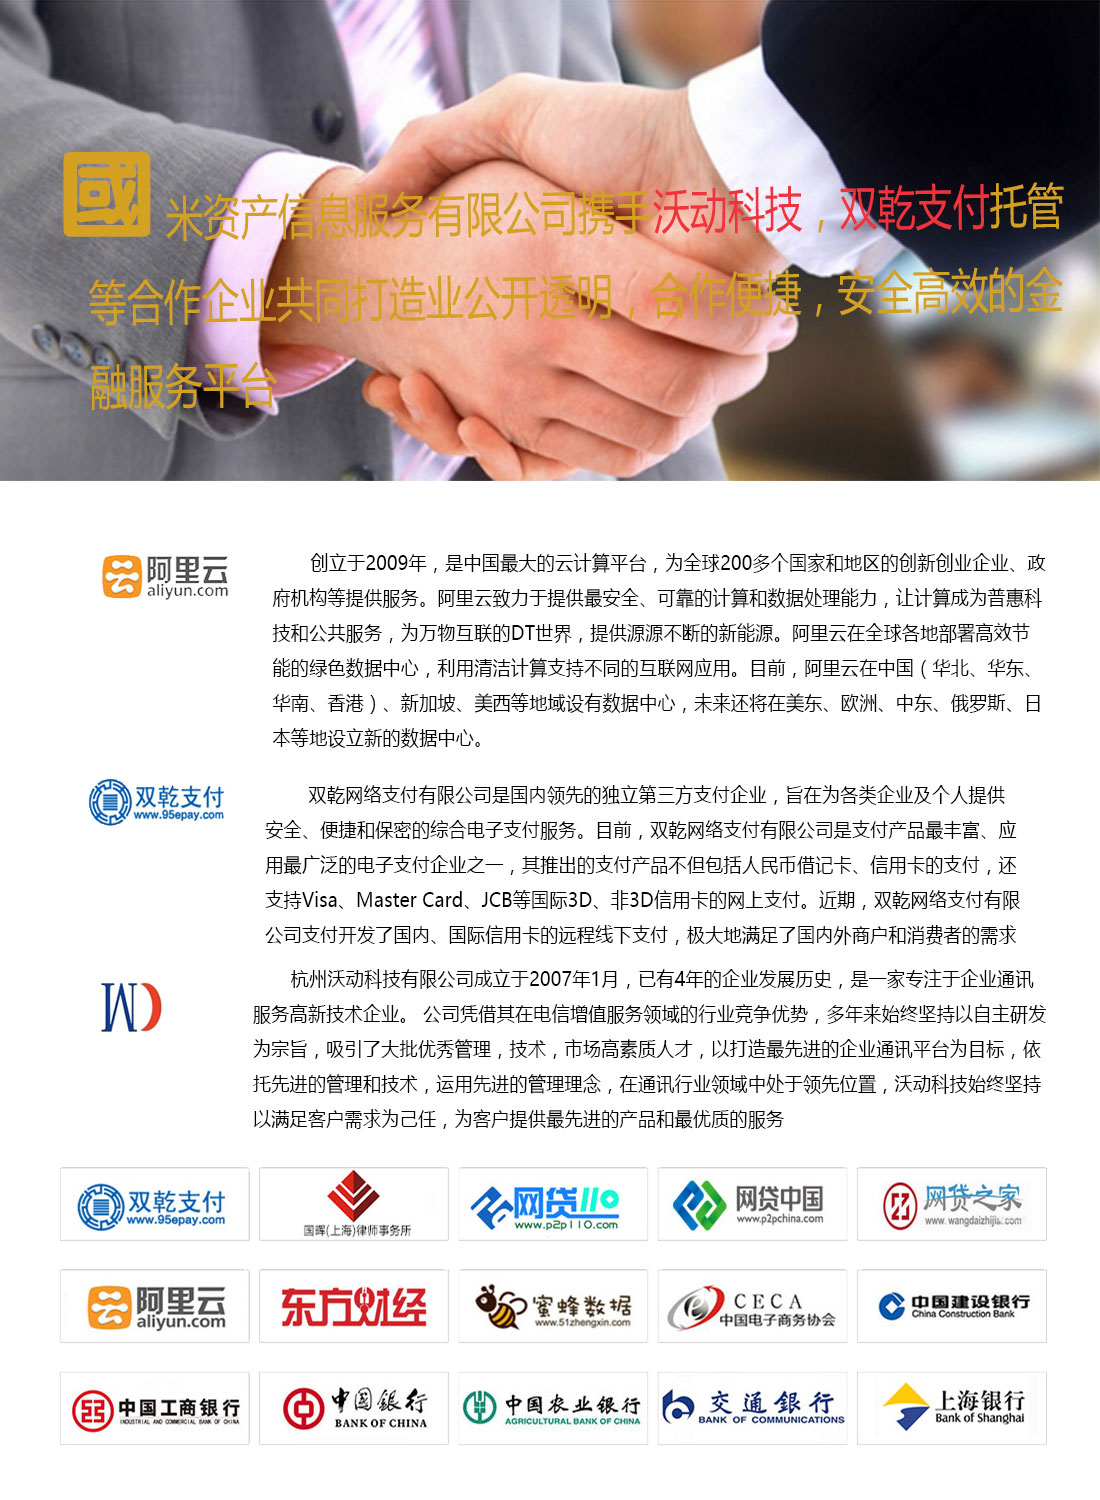 國米资产信息服务有限公司携手沃动科技，双乾支付托管
等合作企业共同打造业公开透明，合作便捷，安全高效的金
融服务平台
阿里云
aliyun.com
创立于2009年，是中国最大的云计算平台，为全球200多个国家和地区的创新创业企业、政
府机构等提供服务。阿里云致力于提供最安全、可靠的计算和数据处理能力，让计算成为普惠科
技和公共服务，为万物互联的DT世界，提供源源不断的新能源。阿里云在全球各地部署高效节
能的绿色数据中心，利用清洁计算支持不同的互联网应用。目前，阿里云在中国（华北、华东、
华南、香港）、新加坡、美西等地域设有数据中心，未来还将在美东、欧洲、中东、俄罗斯、日
本等地设立新的数据中心。
双乾支付
www.95epay.com
双乾网络支付有限公司是国内领先的独立第三方支付企业，旨在为各类企业及个人提供
安全、便捷和保密的综合电子支付服务。目前，双乾网络支付有限公司是支付产品最丰富、应
用最广泛的电子支付企业之一，其推出的支付产品不但包括人民币借记卡、信用卡的支付，还
支持Visa、Master Card、JCB等国际3D、非3D信用卡的网上支付。近期，双乾网络支付有限
公司支付开发了国内、国际信用卡的远程线下支付，极大地满足了国内外商户和消费者的需求
杭州沃动科技有限公司成立于2007年1月，已有4年的企业发展历史，是一家专注于企业通讯
服务高新技术企业。 公司凭借其在电信增值服务领域的行业竞争优势，多年来始终坚持以自主研发
为宗旨，吸引了大批优秀管理，技术，市场高素质人才，以打造最先进的企业通讯平台为目标，依
托先进的管理和技术，运用先进的管理理念，在通讯行业领域中处于领先位置，沃动科技始终坚持
以满足客户需求为己任，为客户提供最先进的产品和最优质的服务
双乾支付
www.95epay.com
国晖(上海)律师事务所
网贷110
www.p2p110.com
网贷中国
www.p2pchina.com
网贷之家
www.wangdaizhijia.com
阿里云
aliyun.com
东方财经
蜜蜂数据
www.51zhengxin.com
CECA
中国电子商务协会
中国建设银行
China Construction Bank
中国工商银行
INDUSTRIAL AND COMMERCIAL BANK OF CHINA
中国银行
BANK OF CHINA
中国农业银行
AGRICULTURAL BANK OF CHINA
交通银行
BANK OF COMMUNICATIONS
上海银行
Bank of Shanghai